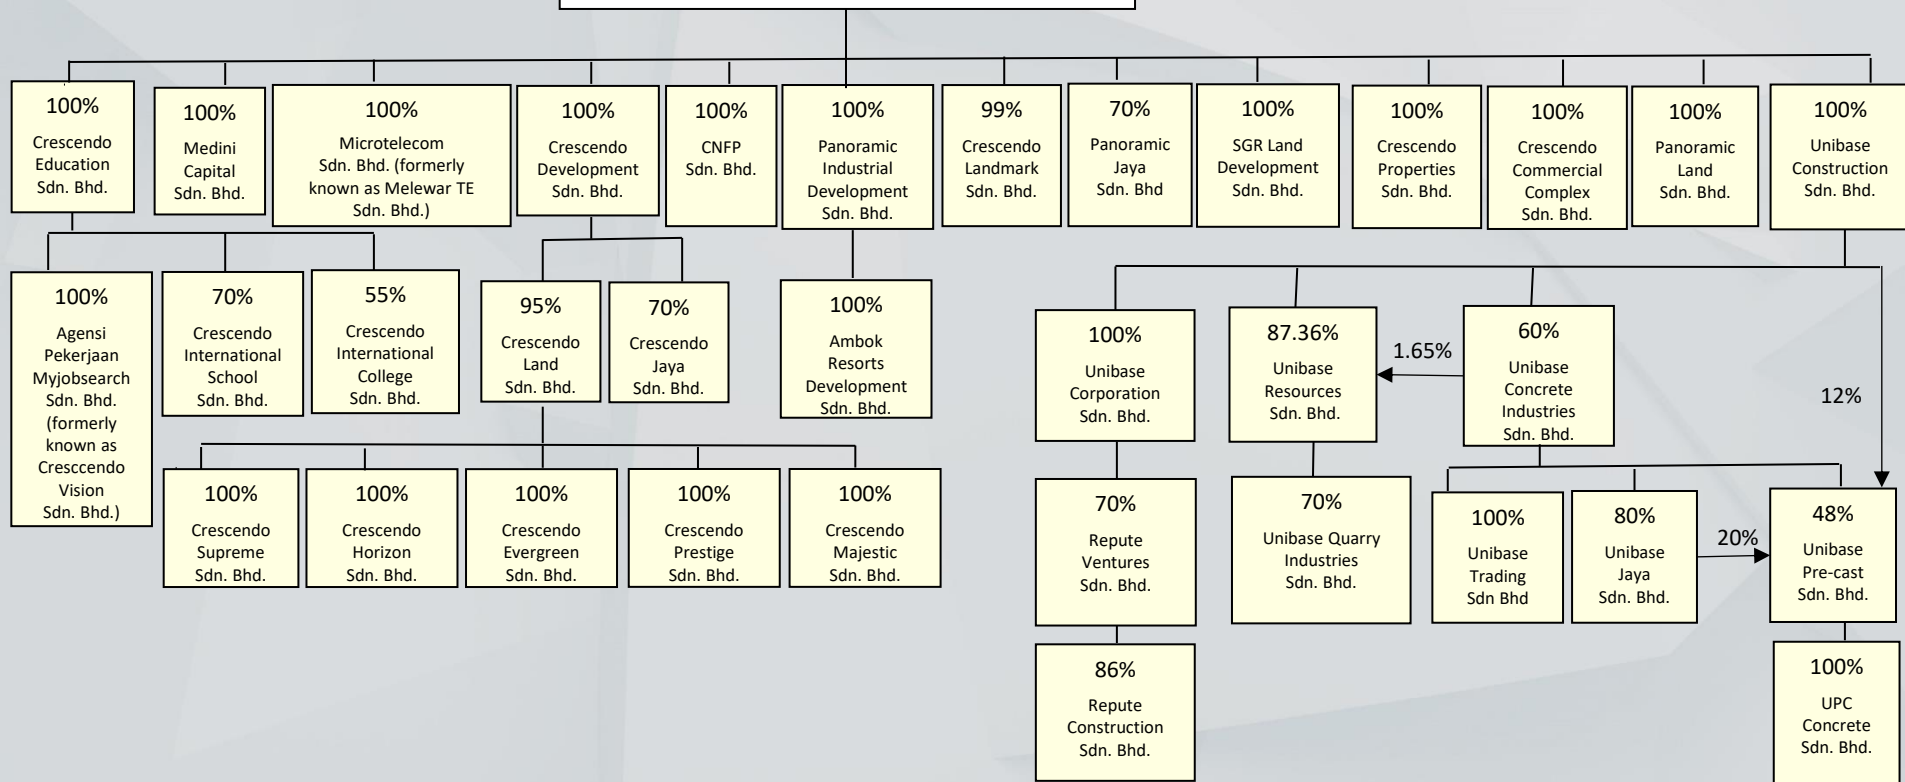 100%
Crescendo
Education
Sdn. Bhd.
100%
Medini
Capital
Sdn. Bhd.
100%
Microtelecom
Sdn. Bhd. (formerly
known as Melewar TE
Sdn. Bhd.)
100%
Crescendo
Development
Sdn. Bhd.
100%
CNFP
Sdn. Bhd.
100%
Panoramic
Industrial
Development
Sdn. Bhd.
99%
Crescendo
Landmark
Sdn. Bhd.
70%
Panoramic
Jaya
Sdn. Bhd
100%
SGR Land
Development
Sdn. Bhd.
100%
Crescendo
Properties
Sdn. Bhd.
100%
Crescendo
Commercial
Complex
Sdn. Bhd.
100%
Panoramic
Land
Sdn. Bhd.
100%
Unibase
Construction
Sdn. Bhd.
100%
Agensi
Pekerjaan
Myjobsearch
Sdn. Bhd.
(formerly
known as
Cresccendo
Vision
Sdn. Bhd.)
70%
Crescendo
International
School
Sdn. Bhd.
55%
Crescendo
International
College
Sdn. Bhd.
95%
Crescendo
Land
Sdn. Bhd.
70%
Crescendo
Jaya
Sdn. Bhd.
100%
Ambok
Resorts
Development
Sdn. Bhd.
100%
Unibase
Corporation
Sdn. Bhd.
87.36%
Unibase
Resources
Sdn. Bhd.
1.65%
60%
Unibase
Concrete
Industries
Sdn. Bhd.
12%
100%
Crescendo
Supreme
Sdn. Bhd.
100%
Crescendo
Horizon
Sdn. Bhd.
100%
Crescendo
Evergreen
Sdn. Bhd.
100%
Crescendo
Prestige
Sdn. Bhd.
100%
Crescendo
Majestic
Sdn. Bhd.
70%
Repute
Ventures
Sdn. Bhd.
70%
Unibase Quarry
Industries
Sdn. Bhd.
100%
Unibase
Trading
Sdn Bhd
80%
Unibase
Jaya
Sdn. Bhd.
20%
48%
Unibase
Pre-cast
Sdn. Bhd.
86%
Repute
Construction
Sdn. Bhd.
100%
UPC
Concrete
Sdn. Bhd.